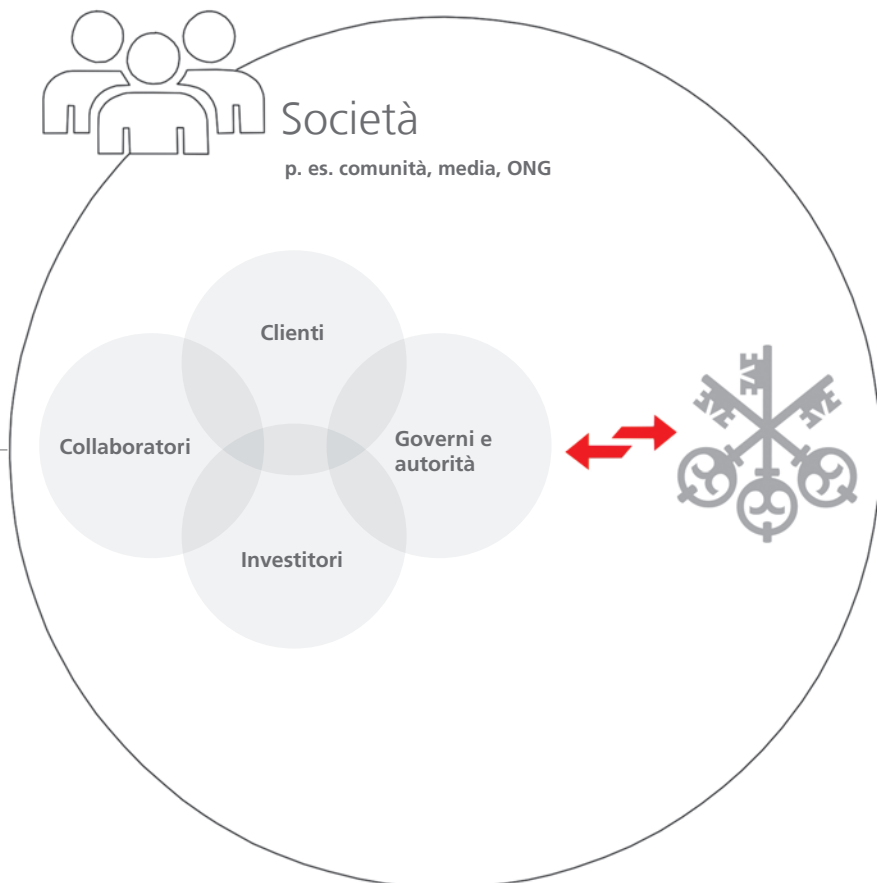 Società
p. es. comunità, media, ONG
Clienti
Collaboratori
Governi e
autorità
Investitori